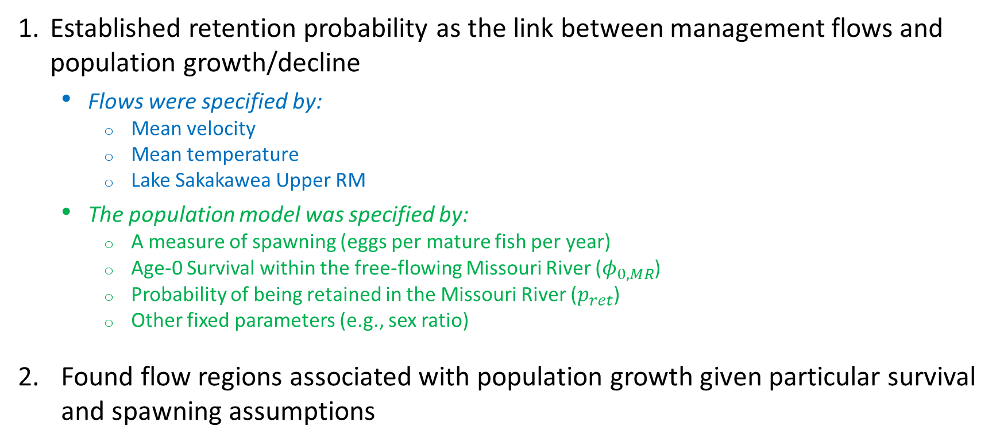 1. Established retention probability as the link between management flows and
population growth/decline
• Flows were specified by:
○ Mean velocity
○ Mean temperature
○ Lake Sakakawea Upper RM
• The population model was specified by:
○ A measure of spawning (eggs per mature fish per year)
○ Age-0 Survival within the free-flowing Missouri River (𝜙₀,MR)
○ Probability of being retained in the Missouri River (p_ret)
○ Other fixed parameters (e.g., sex ratio)
2. Found flow regions associated with population growth given particular survival
and spawning assumptions